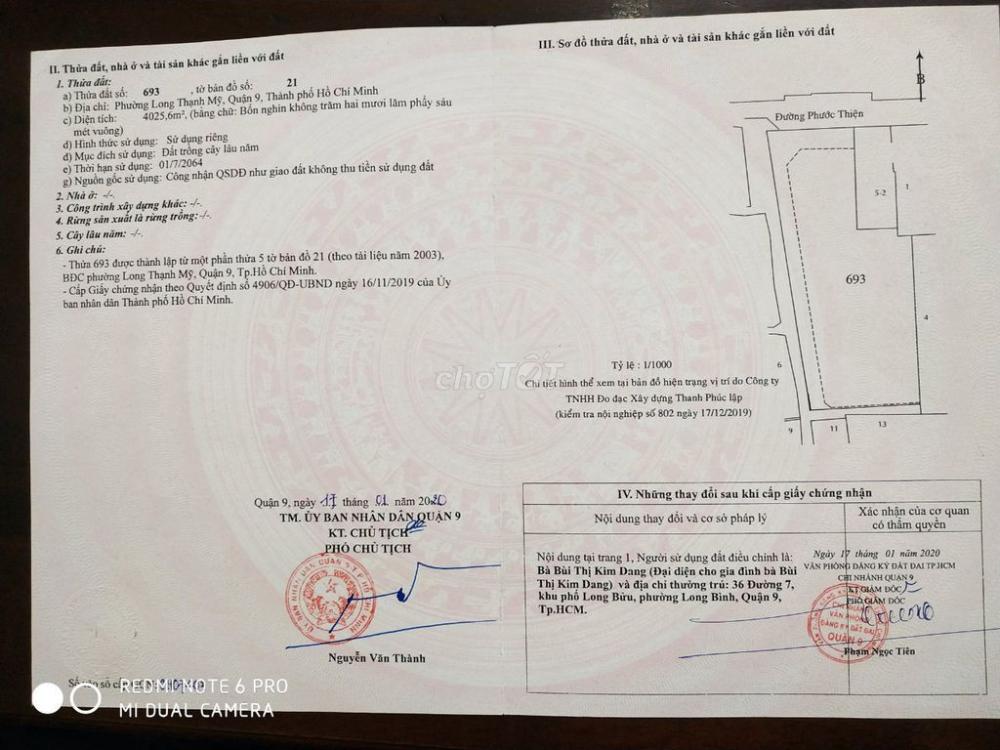 II. Thửa đất, nhà ở và tài sản khác gắn liền với đất
1. Thửa đất:
a) Thửa đất số: 693 , tờ bản đồ số: 21
b) Địa chỉ: Phường Long Thạnh Mỹ, Quận 9, Thành phố Hồ Chí Minh
c) Diện tích: 4025,6m², (bằng chữ: Bốn nghìn không trăm hai mươi lăm phẩy sáu
mét vuông)
d) Hình thức sử dụng: Sử dụng riêng
đ) Mục đích sử dụng: Đất trồng cây lâu năm
e) Thời hạn sử dụng: 01/7/2064
g) Nguồn gốc sử dụng: Công nhận QSDĐ như giao đất không thu tiền sử dụng đất
2. Nhà ở: -/-.
3. Công trình xây dựng khác: -/-.
4. Rừng sản xuất là rừng trồng: -/-.
5. Cây lâu năm: -/-.
6. Ghi chú:
- Thửa 693 được thành lập từ một phần thửa 5 tờ bản đồ 21 (theo tài liệu năm 2003),
BĐC phường Long Thạnh Mỹ, Quận 9, Tp.Hồ Chí Minh.
- Cấp Giấy chứng nhận theo Quyết định số 4906/QĐ-UBND ngày 16/11/2019 của Ủy
ban nhân dân Thành phố Hồ Chí Minh.
Quận 9, ngày 17 tháng 01 năm 2020
TM. ỦY BAN NHÂN DÂN QUẬN 9
KT. CHỦ TỊCH
PHÓ CHỦ TỊCH
Nguyễn Văn Thành
REDMI NOTE 6 PRO
MI DUAL CAMERA
III. Sơ đồ thửa đất, nhà ở và tài sản khác gắn liền với đất
B
Đường Phước Thiện
5-2
1
693
4
6
9
11
13
Tỷ lệ : 1/1000
Chi tiết hình thể xem tại bản đồ hiện trạng vị trí do Công ty
TNHH Đo đạc Xây dựng Thanh Phúc lập
(kiểm tra nội nghiệp số 802 ngày 17/12/2019)
choTỐT
IV. Những thay đổi sau khi cấp giấy chứng nhận
Nội dung thay đổi và cơ sở pháp lý
Xác nhận của cơ quan
có thẩm quyền
Nội dung tại trang 1, Người sử dụng đất điều chỉnh là:
Bà Bùi Thị Kim Dang (Đại diện cho gia đình bà Bùi
Thị Kim Dang) và địa chỉ thường trú: 36 Đường 7,
khu phố Long Bửu, phường Long Bình, Quận 9,
Tp.HCM.
Ngày 17 tháng 01 năm 2020
VĂN PHÒNG ĐĂNG KÝ ĐẤT ĐAI TP.HCM
CHI NHÁNH QUẬN 9
KT.GIÁM ĐỐC
PHÓ GIÁM ĐỐC
CHI NHÁNH
VĂN PHÒNG
ĐĂNG KÝ ĐẤT ĐAI
QUẬN 9
Phạm Ngọc Tiên